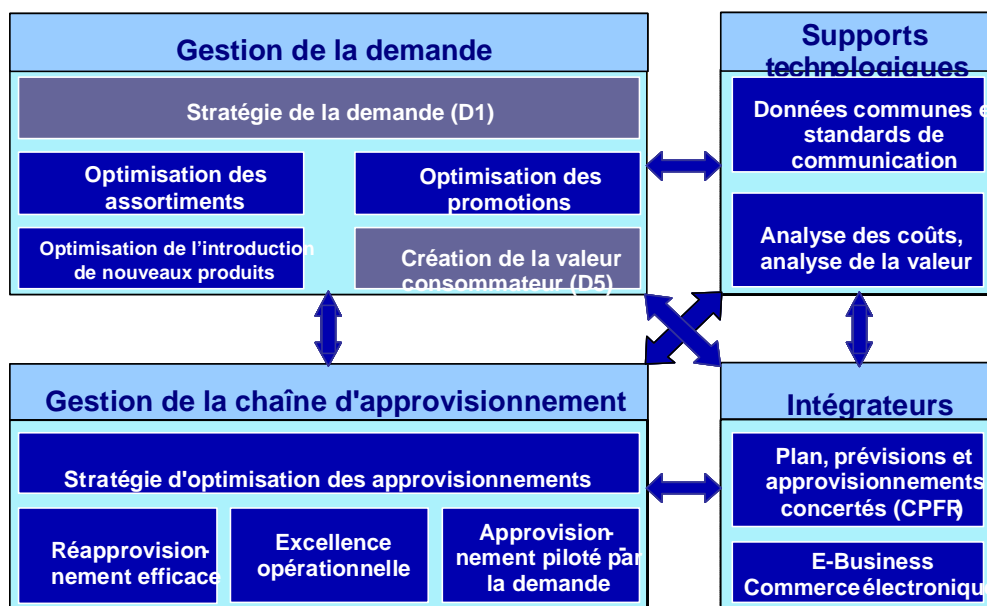 Gestion de la demande
Stratégie de la demande (D1)
Optimisation des
assortiments
Optimisation des
promotions
Optimisation de l'introduction
de nouveaux produits
Création de la valeur
consommateur (D5)
Supports
technologiques
Données communes e
standards de
communication
Analyse des coûts,
analyse de la valeur
Gestion de la chaîne d'approvisionnement
Stratégie d'optimisation des approvisionnements
Réapprovision-
nement efficace
Excellence
opérationnelle
Approvision-
nement piloté par
la demande
Intégrateurs
Plan, prévisions et
approvisionnements
concertés (CPFR)
E-Business
Commerce électronique